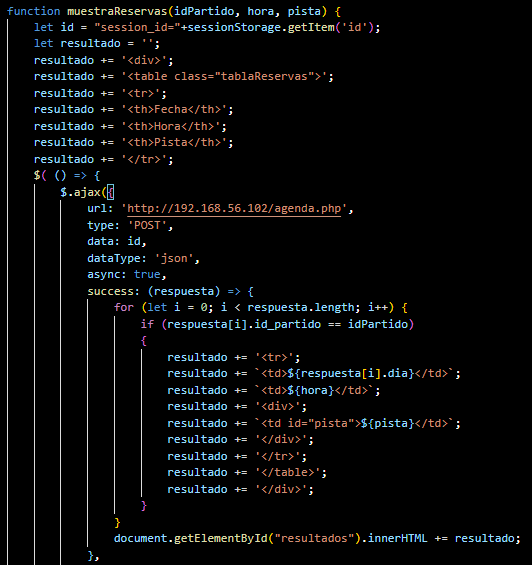 function muestraReservas(idPartido, hora, pista) {
let id = "session_id="+sessionStorage.getItem('id');
let resultado = '';
resultado += '<div>';
resultado += '<table class="tablaReservas">';
resultado += '<tr>';
resultado += '<th>Fecha</th>';
resultado += '<th>Hora</th>';
resultado += '<th>Pista</th>';
resultado += '</tr>';
$( () => {
$.ajax({
url: 'http://192.168.56.102/agenda.php',
type: 'POST',
data: id,
dataType: 'json',
async: true,
success: (respuesta) => {
for (let i = 0; i < respuesta.length; i++) {
if (respuesta[i].id_partido == idPartido)
{
resultado += '<tr>';
resultado += `<td>${respuesta[i].dia}</td>`;
resultado += `<td>${hora}</td>`;
resultado += '<div>';
resultado += `<td id="pista">${pista}</td>`;
resultado += '</div>';
resultado += '</tr>';
resultado += '</table>';
resultado += '</div>';
}
}
document.getElementById("resultados").innerHTML += resultado;
},